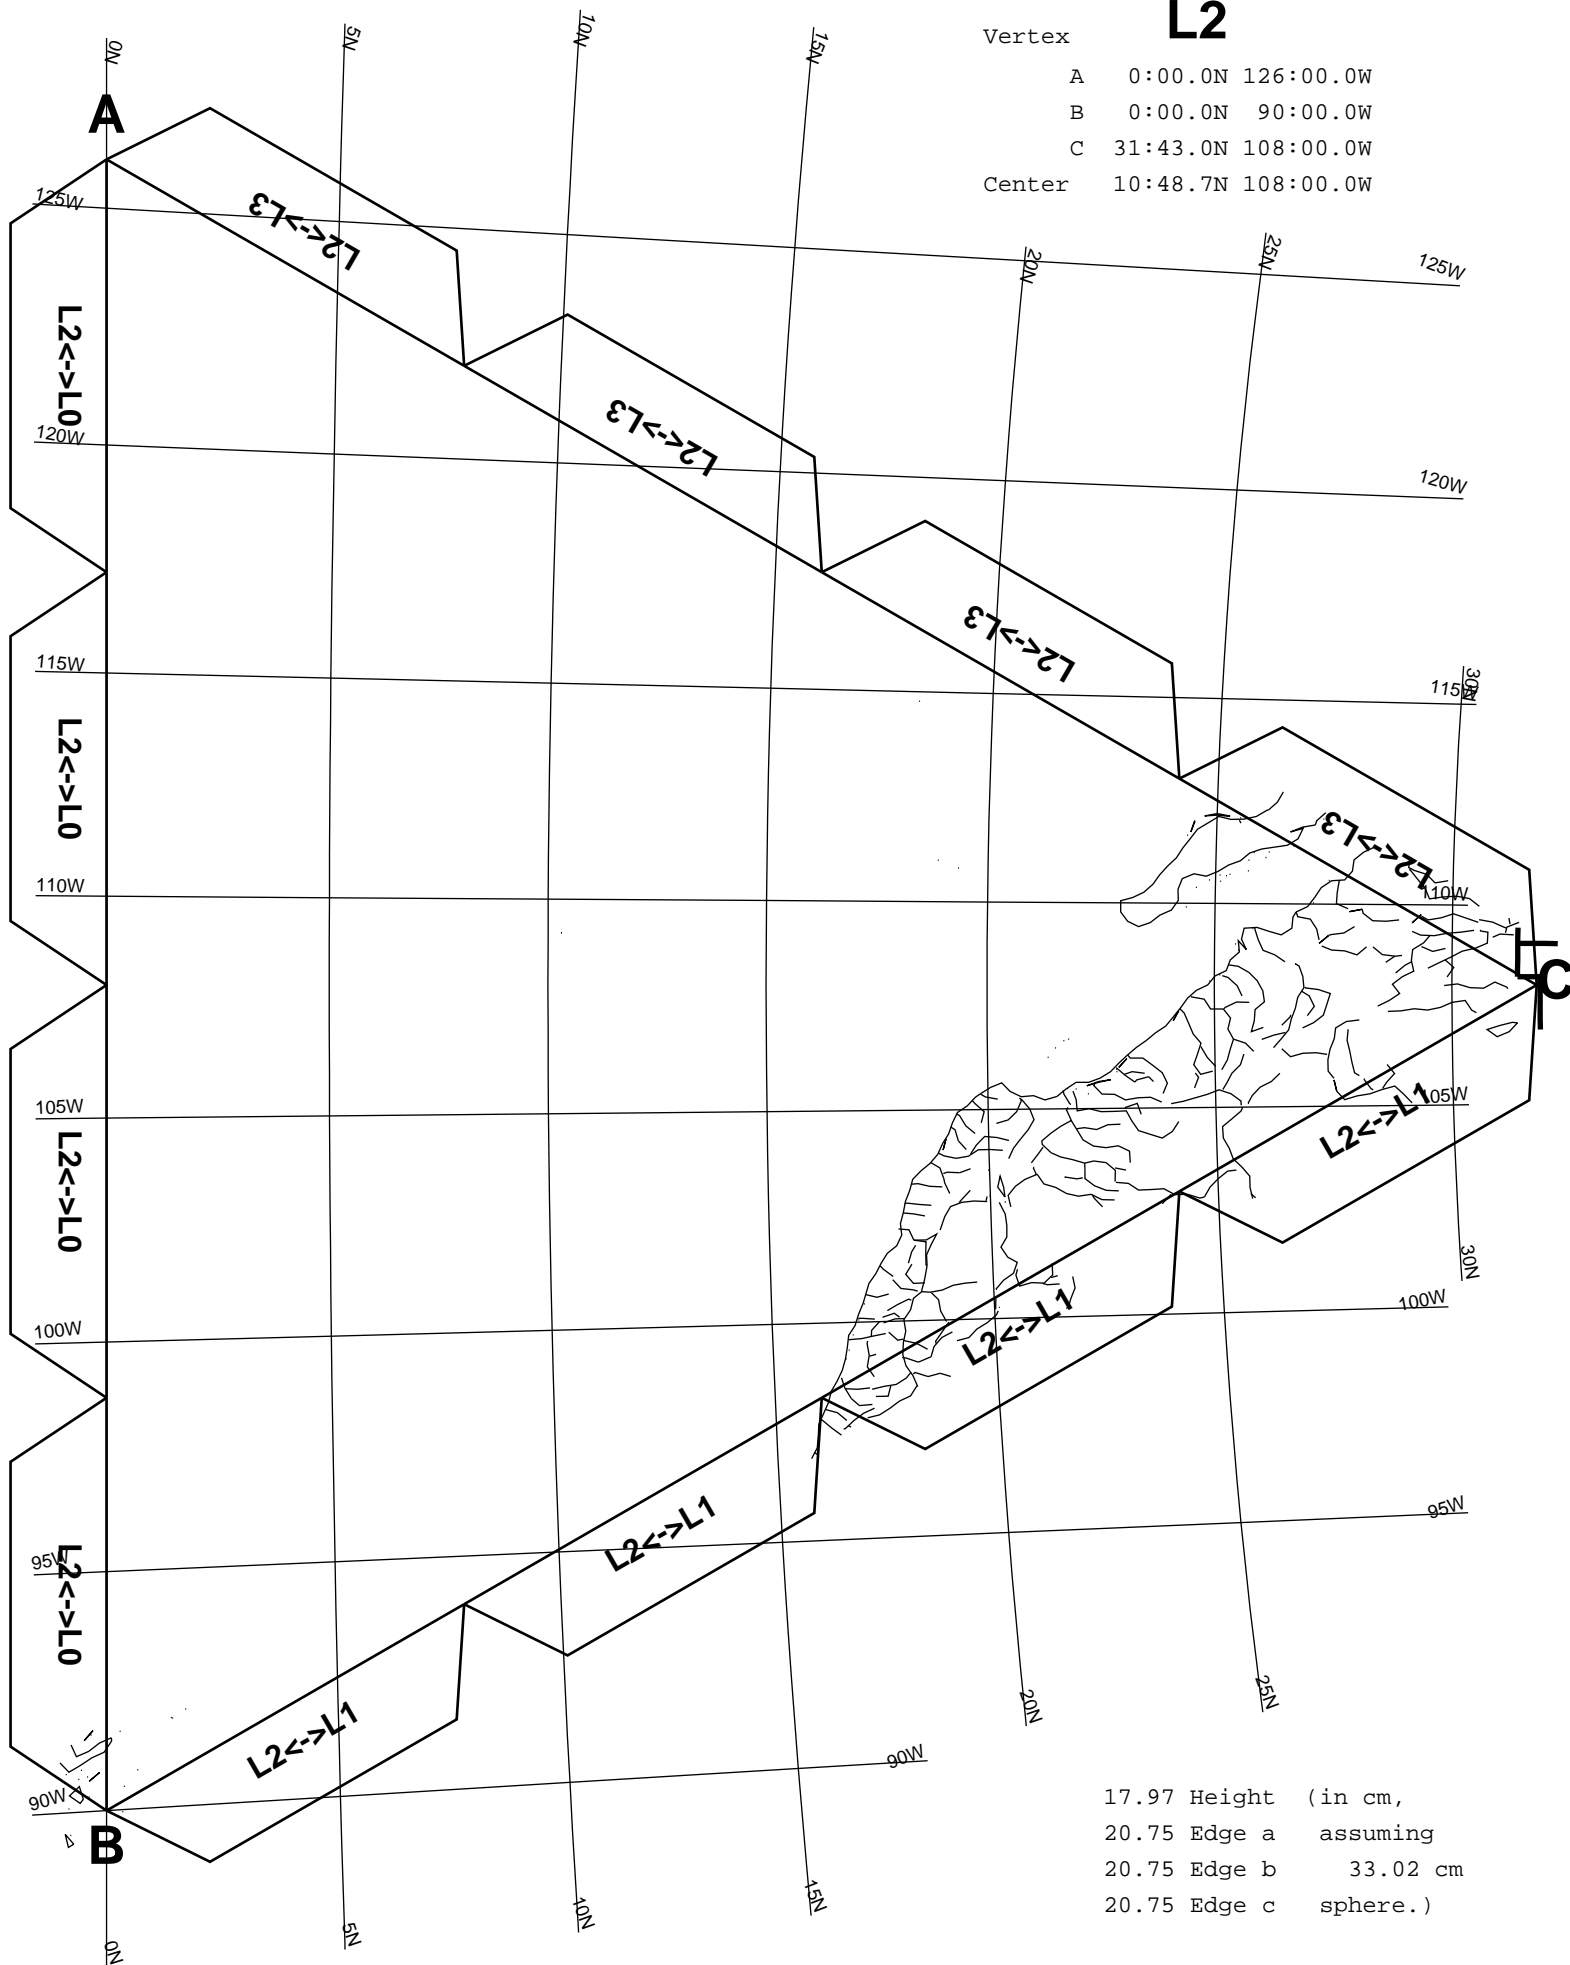 L2
Vertex
A 0:00.0N 126:00.0W
B 0:00.0N 90:00.0W
C 31:43.0N 108:00.0W
Center 10:48.7N 108:00.0W
0N
5N
10N
15N
20N
25N
30N
A
125W
125W
L2<->L3
L2<->L0
120W
120W
L2<->L3
L2<->L3
115W
115W
L2<->L0
L2<->L3
110W
110W
C
105W
105W
L2<->L0
L2<->L1
100W
100W
L2<->L1
30N
95W
95W
L2<->L0
L2<->L1
L2<->L1
90W
90W
B
0N
5N
10N
15N
20N
25N
17.97 Height (in cm,
20.75 Edge a assuming
20.75 Edge b 33.02 cm
20.75 Edge c sphere.)